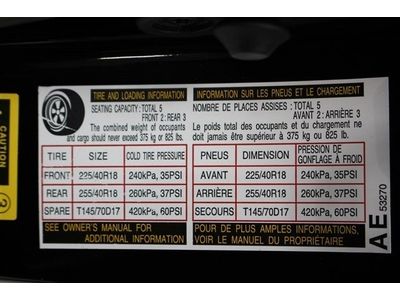 TIRE AND LOADING INFORMATION
SEATING CAPACITY: TOTAL 5
FRONT 2: REAR 3
The combined weight of occupants
and cargo should never exceed 375 kg or 825 lb.
TIRE SIZE COLD TIRE PRESSURE
FRONT 225/40R18 240kPa, 35PSI
REAR 255/40R18 260kPa, 37PSI
SPARE T145/70D17 420kPa, 60PSI
SEE OWNER'S MANUAL FOR
ADDITIONAL INFORMATION
INFORMATION SUR LES PNEUS ET LE CHARGEMENT
NOMBRE DE PLACES ASSISES : TOTAL 5
AVANT 2: ARRIÈRE 3
Le poids total des occupants et du chargement ne
doit jamais être supérieur à 375 kg ou 825 lb.
PNEUS DIMENSION PRESSION DE
GONFLAGE À FROID
AVANT 225/40R18 240kPa, 35PSI
ARRIÈRE 255/40R18 260kPa, 37PSI
SECOURS T145/70D17 420kPa, 60PSI
POUR PLUS DE DÉTAILS,
VOIR LE MANUEL DU PROPRIÉTAIRE
AE 53270
CAUTION